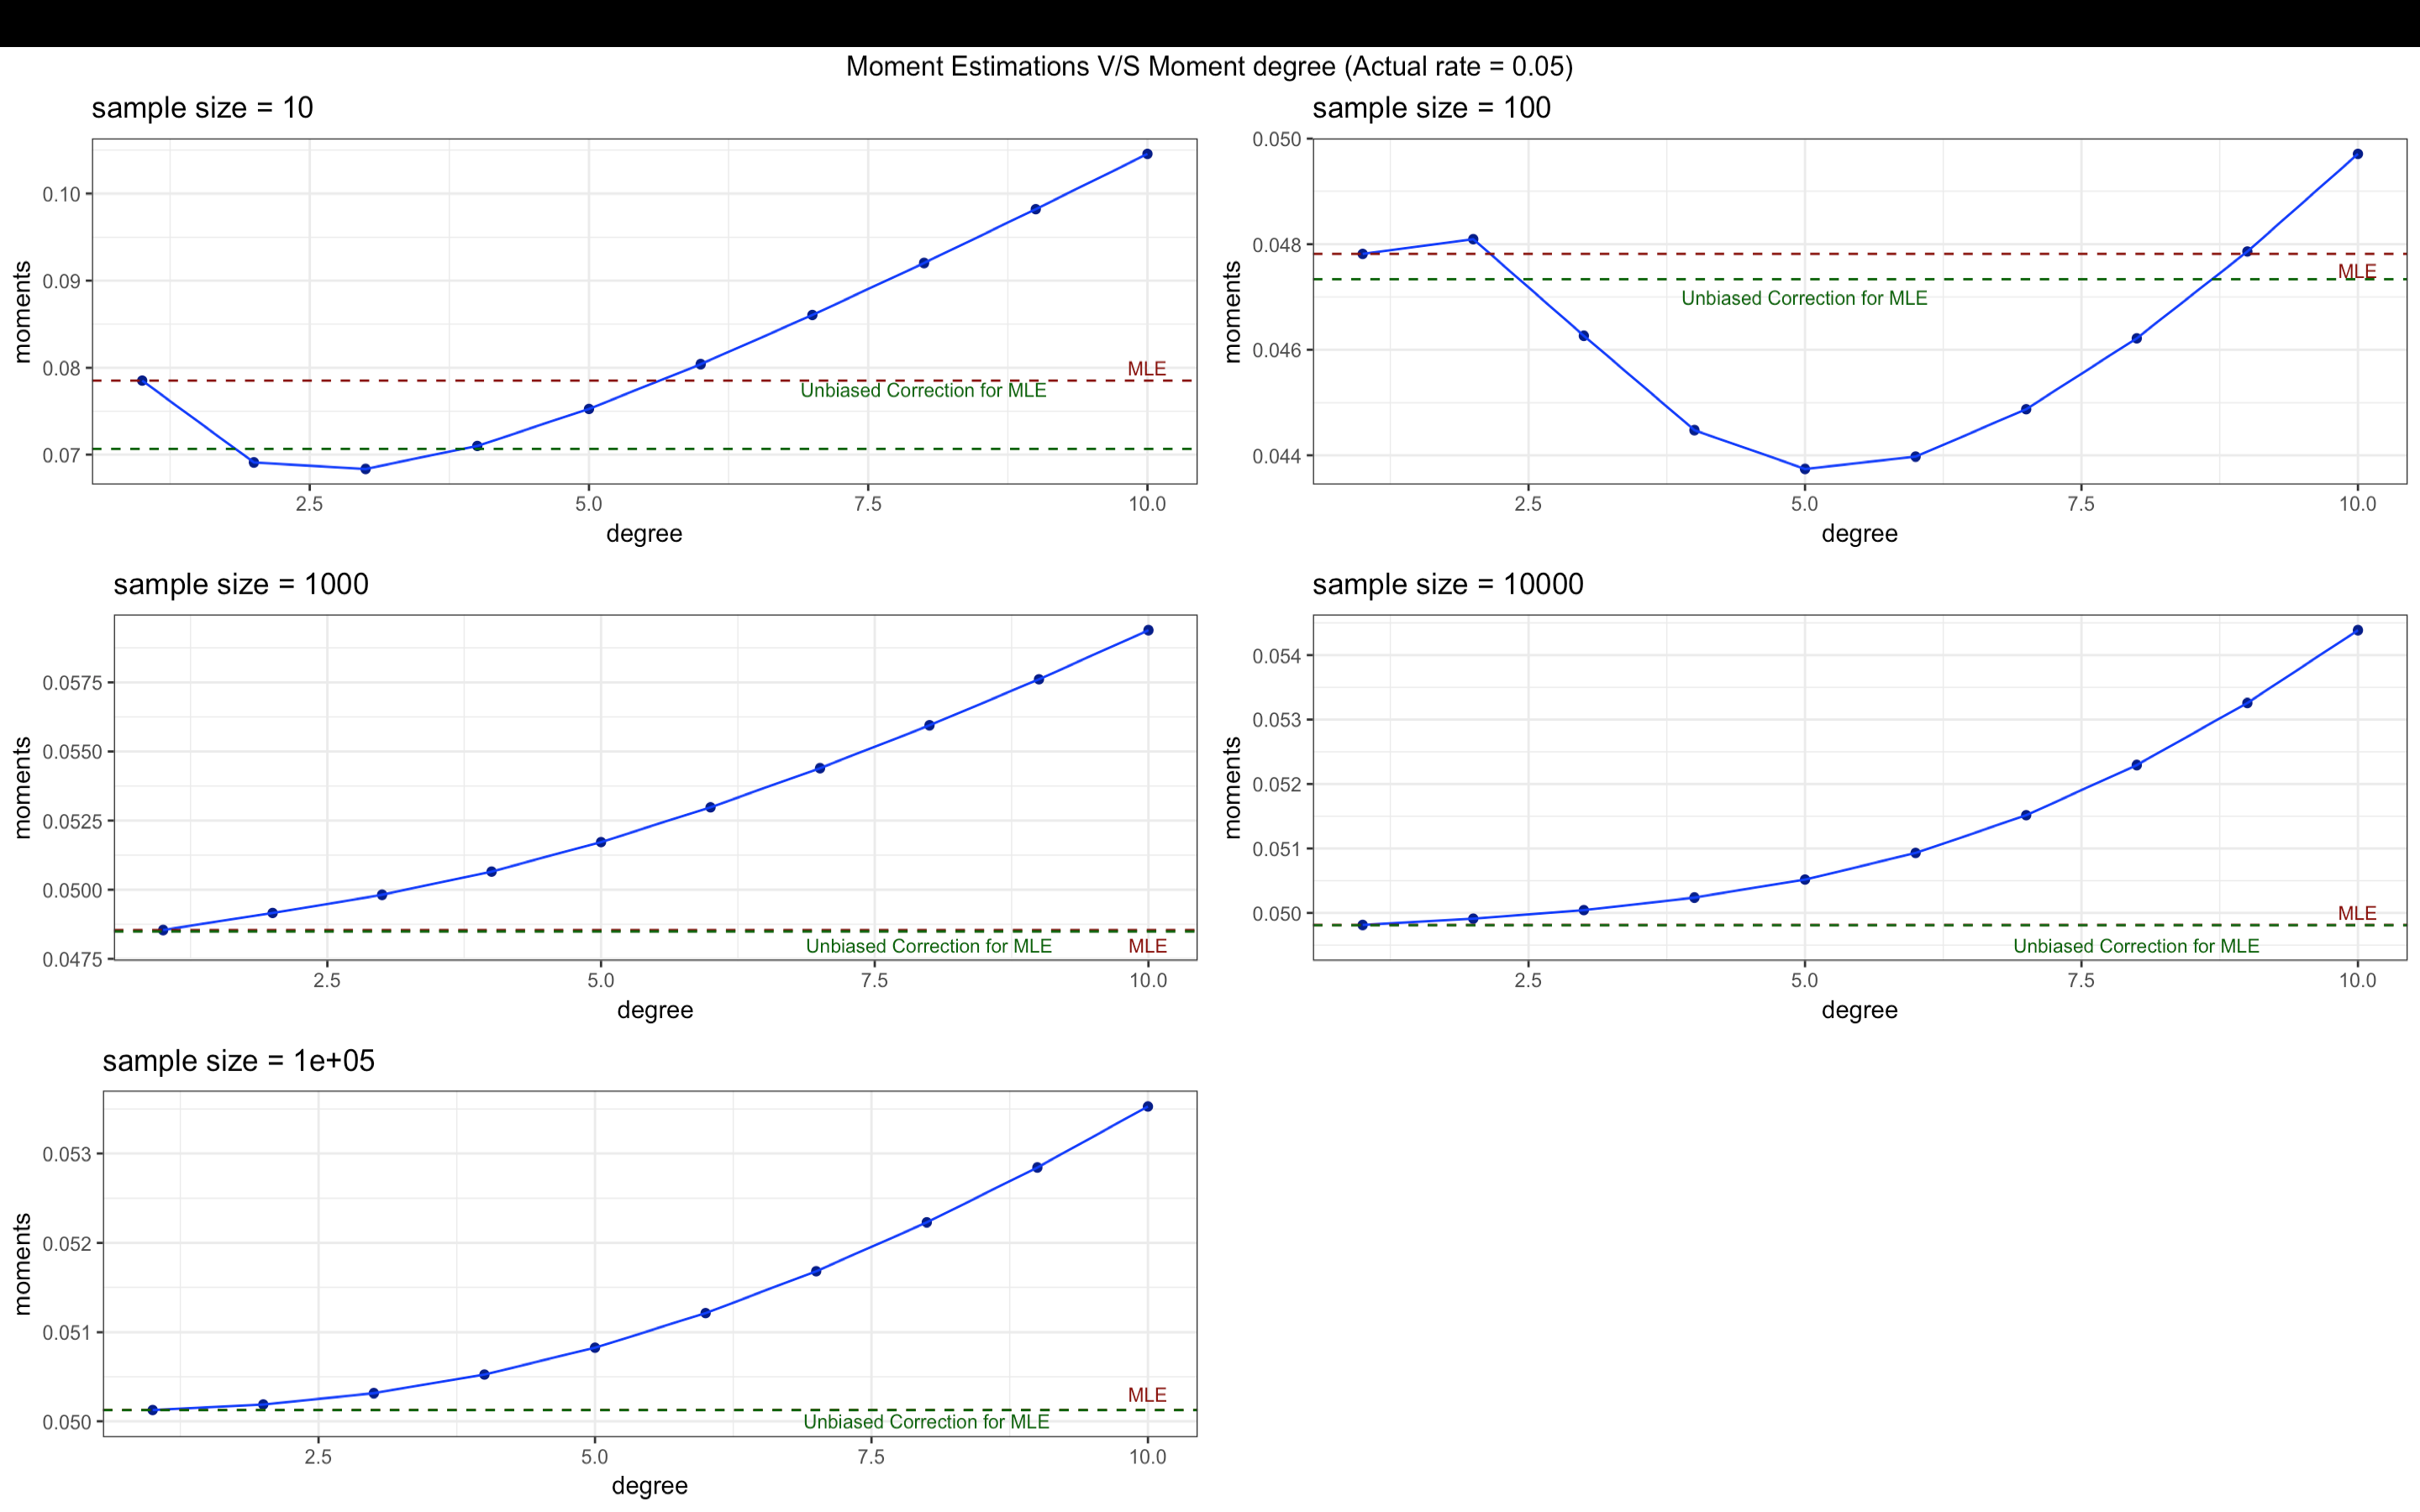 Moment Estimations V/S Moment degree (Actual rate = 0.05)
sample size = 10
moments
0.10
0.09
0.08
0.07
MLE
Unbiased Correction for MLE
2.5 5.0 7.5 10.0
degree
sample size = 100
moments
0.050
0.048
0.046
0.044
MLE
Unbiased Correction for MLE
2.5 5.0 7.5 10.0
degree
sample size = 1000
moments
0.0575
0.0550
0.0525
0.0500
0.0475
Unbiased Correction for MLE MLE
2.5 5.0 7.5 10.0
degree
sample size = 10000
moments
0.054
0.053
0.052
0.051
0.050
MLE
Unbiased Correction for MLE
2.5 5.0 7.5 10.0
degree
sample size = 1e+05
moments
0.053
0.052
0.051
0.050
MLE
Unbiased Correction for MLE
2.5 5.0 7.5 10.0
degree